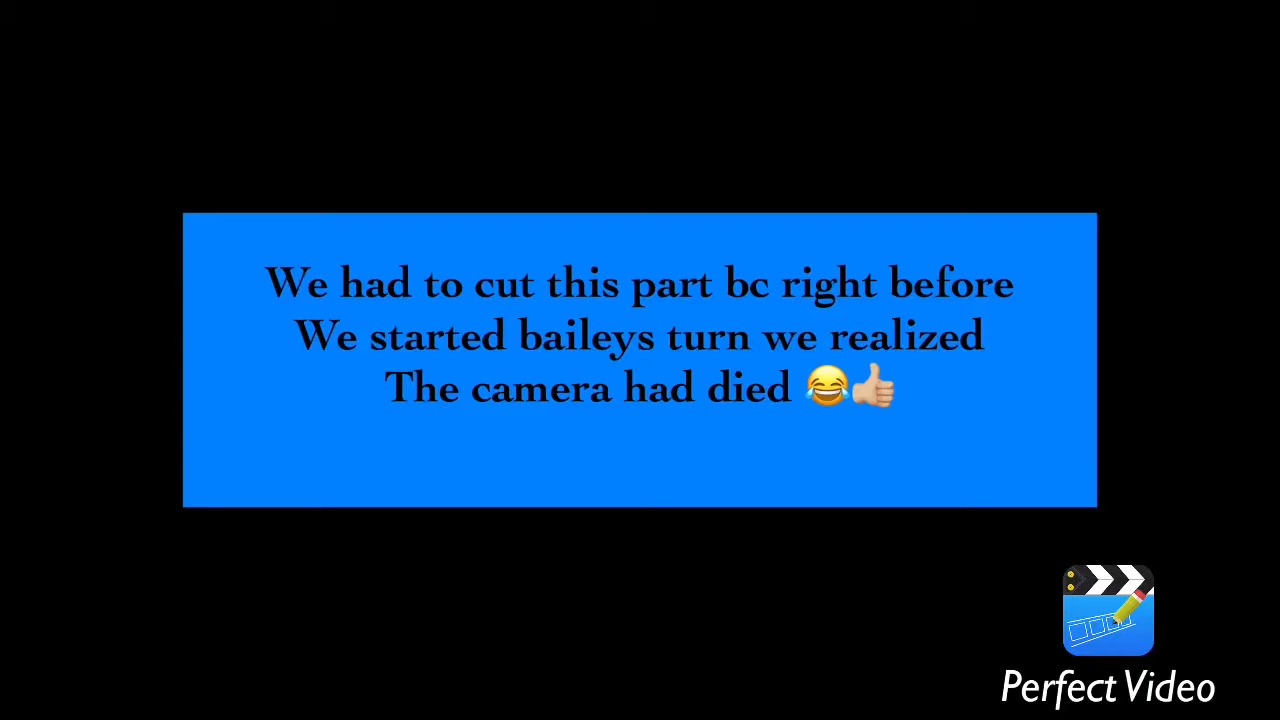 We had to cut this part bc right before
We started baileys turn we realized
The camera had died 😂👍🏼
Perfect Video